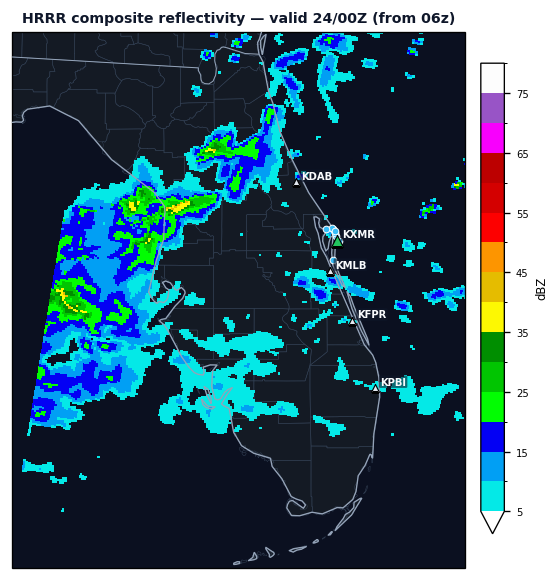 HRRR composite reflectivity — valid 24/00Z (from 06z)
KDAB
KXMR
KMLB
KFPR
KPBI
75
65
55
45
35
25
15
5
dBZ